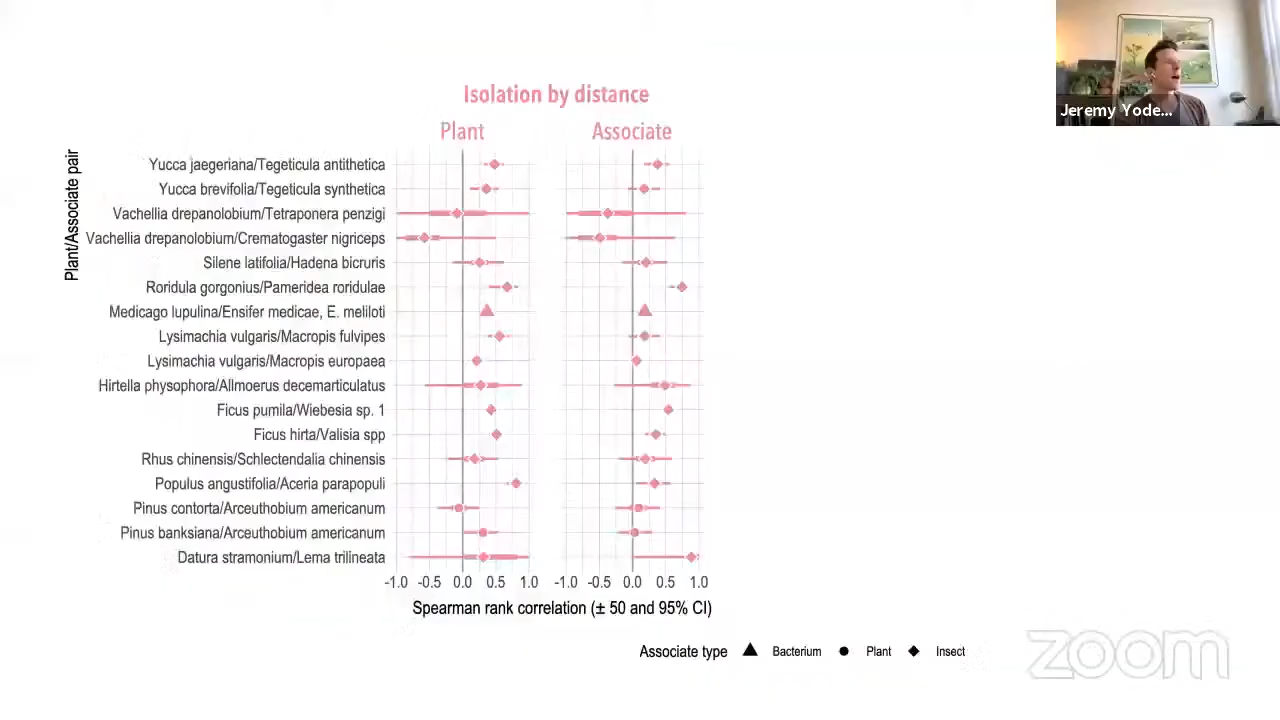 Jeremy Yode...
Isolation by distance
Plant Associate
Plant/Associate pair
Yucca jaegeriana/Tegeticula antithetica
Yucca brevifolia/Tegeticula synthetica
Vachellia drepanolobium/Tetraponera penzigi
Vachellia drepanolobium/Crematogaster nigriceps
Silene latifolia/Hadena bicruris
Roridula gorgonius/Pameridea roridulae
Medicago lupulina/Ensifer medicae, E. meliloti
Lysimachia vulgaris/Macropis fulvipes
Lysimachia vulgaris/Macropis europaea
Hirtella physophora/Allmoerus decemarticulatus
Ficus pumila/Wiebesia sp. 1
Ficus hirta/Valisia spp
Rhus chinensis/Schlectendalia chinensis
Populus angustifolia/Aceria parapopuli
Pinus contorta/Arceuthobium americanum
Pinus banksiana/Arceuthobium americanum
Datura stramonium/Lema trilineata
-1.0 -0.5 0.0 0.5 1.0 -1.0 -0.5 0.0 0.5 1.0
Spearman rank correlation (± 50 and 95% CI)
Associate type Bacterium Plant Insect
zoom